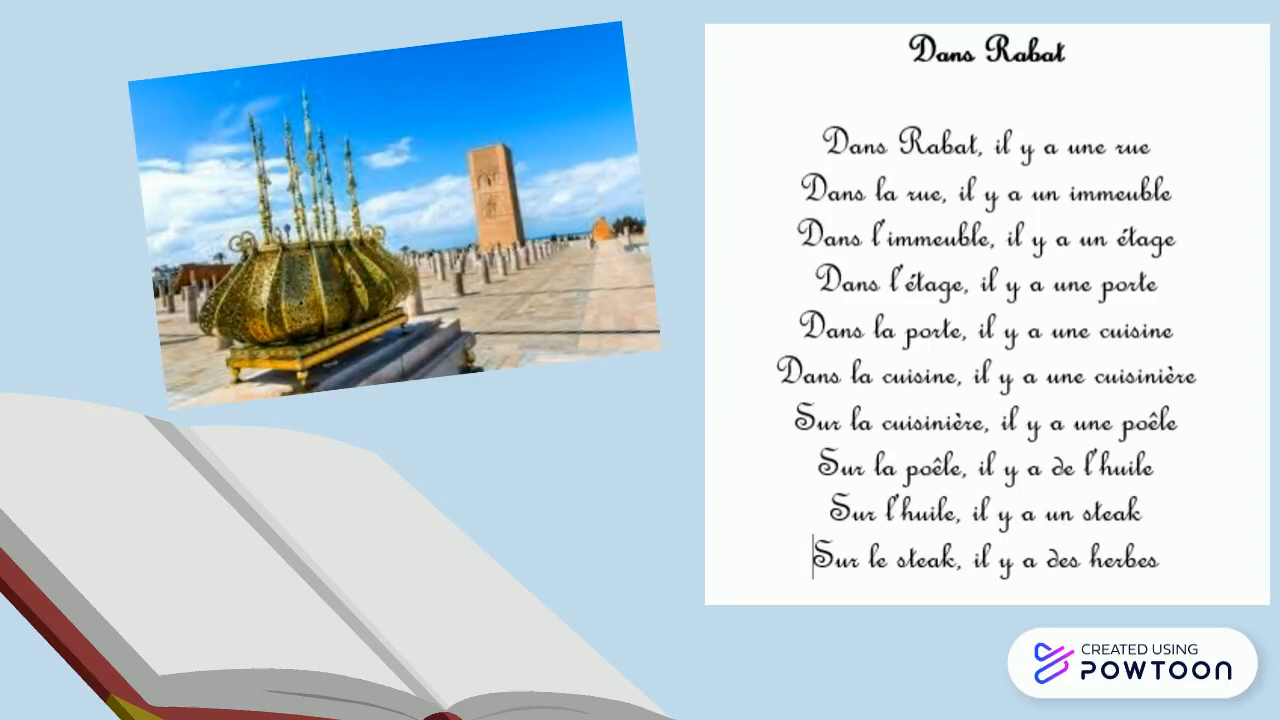 Dans Rabat
Dans Rabat, il y a une rue
Dans la rue, il y a un immeuble
Dans l'immeuble, il y a un étage
Dans l'étage, il y a une porte
Dans la porte, il y a une cuisine
Dans la cuisine, il y a une cuisinière
Sur la cuisinière, il y a une poêle
Sur la poêle, il y a de l'huile
Sur l'huile, il y a un steak
Sur le steak, il y a des herbes
CREATED USING
POWTOON